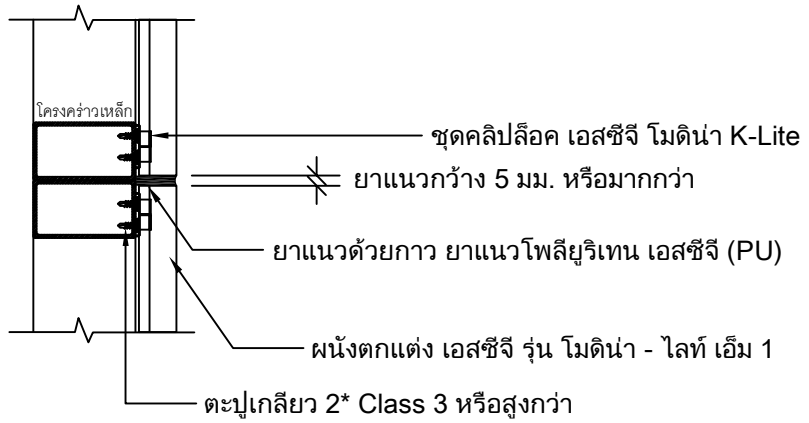 โครงคร่าวเหล็ก
ชุดคลิปล็อค เอสซีจี โมดิน่า K-Lite
ยาแนวกว้าง 5 มม. หรือมากกว่า
ยาแนวด้วยกาว ยาแนวโพลียูริเทน เอสซีจี (PU)
ผนังตกแต่ง เอสซีจี รุ่น โมดิน่า - ไลท์ เอ็ม 1
ตะปูเกลียว 2* Class 3 หรือสูงกว่า